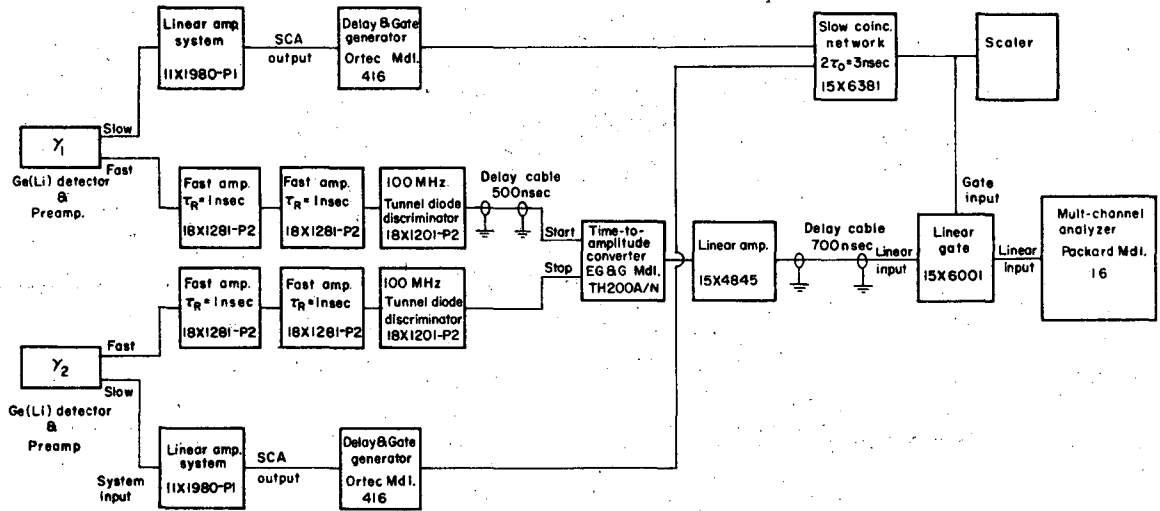 Linear amp.
system
11X1980-P1
SCA
output
Delay & Gate
generator
Ortec Mdl.
416
Slow coinc.
network
2τ₀=3nsec
15X6381
Scaler
γ₁
Slow
Fast
Ge(Li) detector
&
Preamp.
Fast amp.
τR=1nsec
18X1281-P2
Fast amp.
τR=1nsec
18X1281-P2
100 MHz.
Tunnel diode
discriminator
18X1201-P2
Delay cable
500nsec
Start
Stop
Time-to-
amplitude
converter
EG&G Mdl.
TH200A/N
Linear amp.
15X4845
Delay cable
700nsec
Linear
input
Gate
input
Linear
gate
15X6001
Linear
input
Mult-channel
analyzer
Packard Mdl.
16
Fast amp.
τR=1nsec
18X1281-P2
Fast amp.
τR=1nsec
18X1281-P2
100 MHz
Tunnel diode
discriminator
18X1201-P2
γ₂
Fast
Slow
Ge(Li) detector
&
Preamp
System
input
Linear amp.
system
11X1980-P1
SCA
output
Delay & Gate
generator
Ortec Mdl.
416